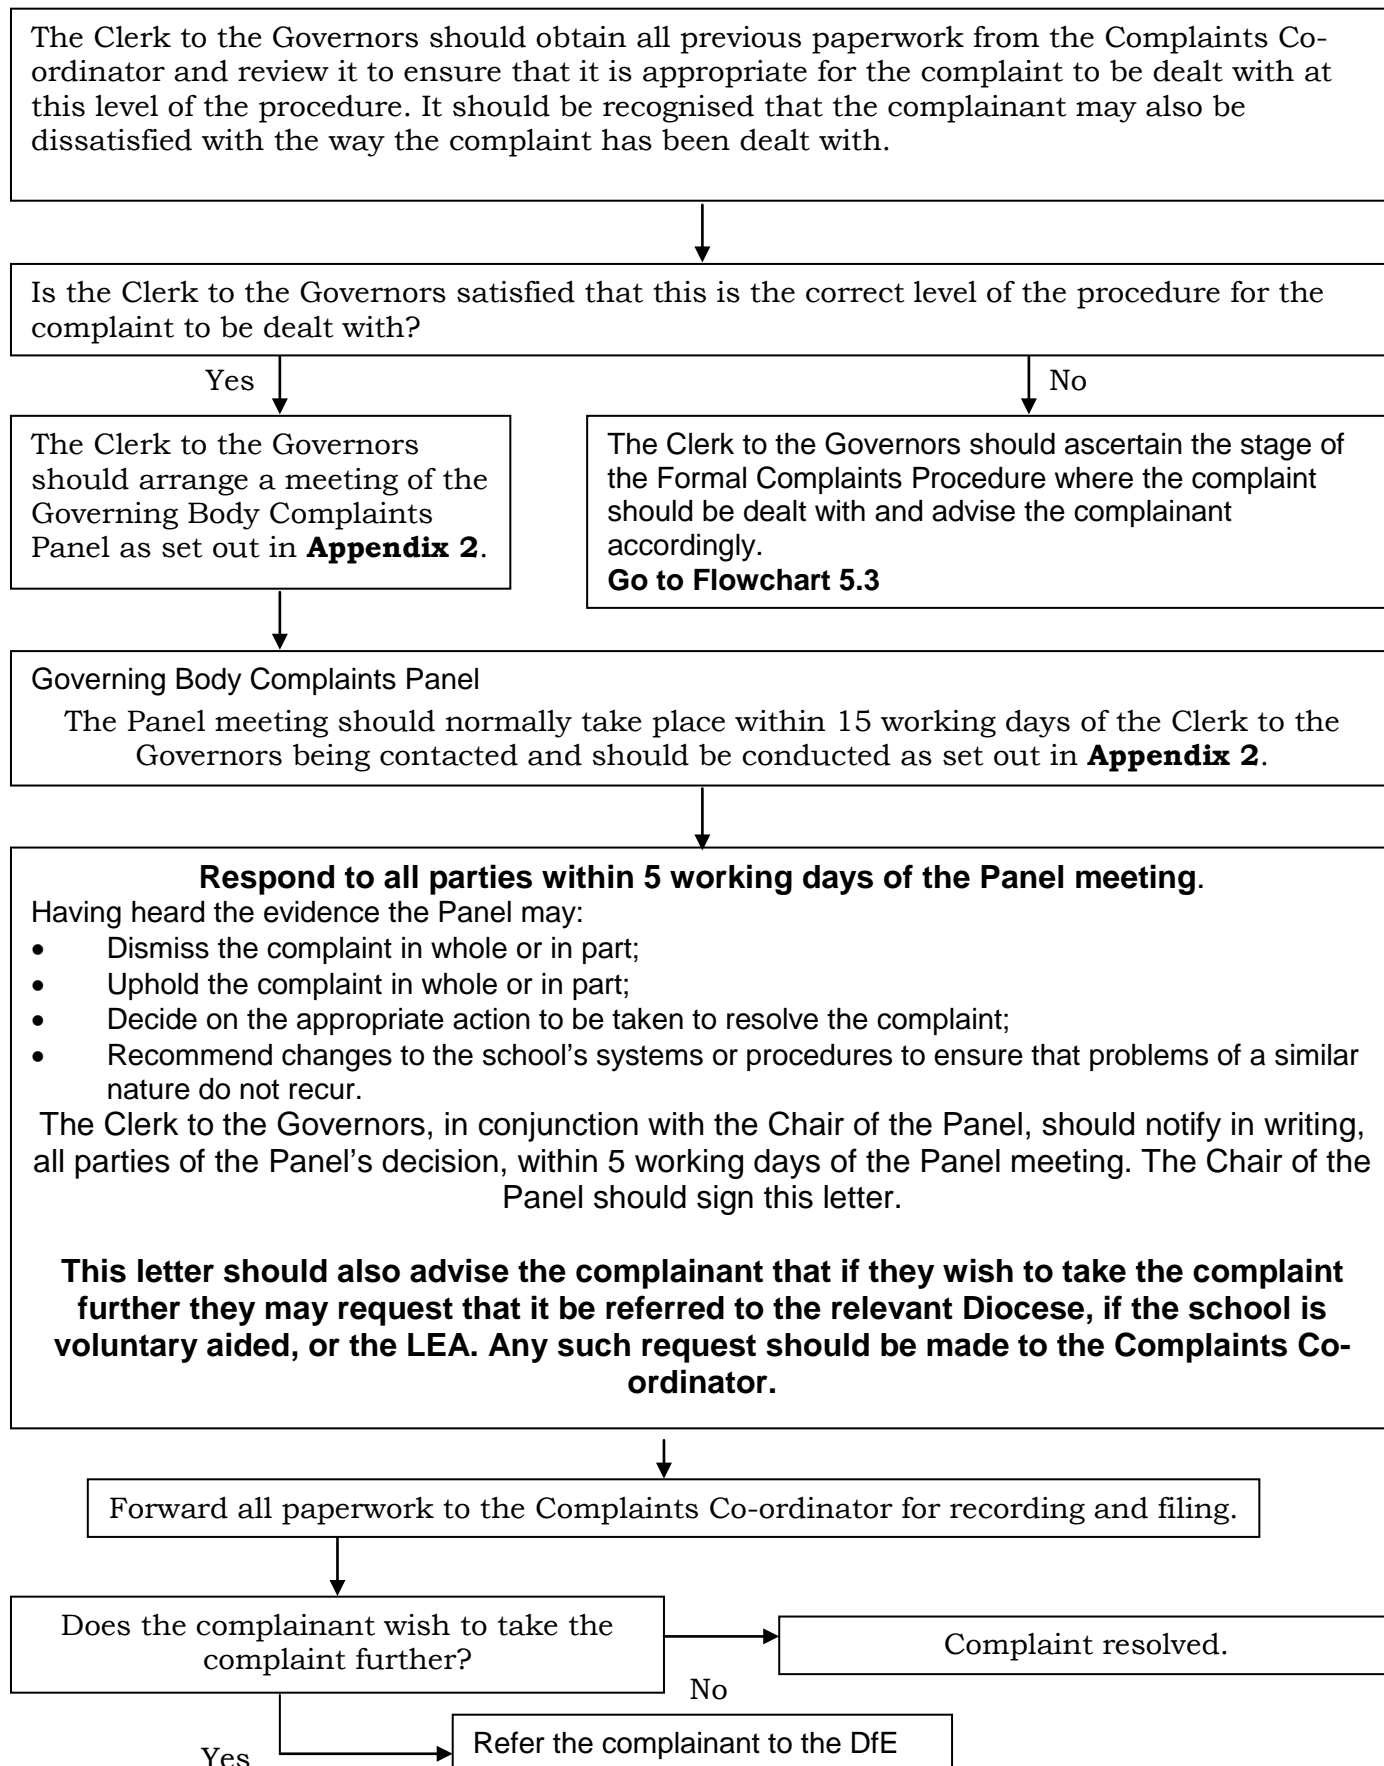 The Clerk to the Governors should obtain all previous paperwork from the Complaints Co-
ordinator and review it to ensure that it is appropriate for the complaint to be dealt with at
this level of the procedure. It should be recognised that the complainant may also be
dissatisfied with the way the complaint has been dealt with.
Is the Clerk to the Governors satisfied that this is the correct level of the procedure for the
complaint to be dealt with?
Yes
No
The Clerk to the Governors
should arrange a meeting of the
Governing Body Complaints
Panel as set out in Appendix 2.
The Clerk to the Governors should ascertain the stage of
the Formal Complaints Procedure where the complaint
should be dealt with and advise the complainant
accordingly.
Go to Flowchart 5.3
Governing Body Complaints Panel
The Panel meeting should normally take place within 15 working days of the Clerk to the
Governors being contacted and should be conducted as set out in Appendix 2.
Respond to all parties within 5 working days of the Panel meeting.
Having heard the evidence the Panel may:
• Dismiss the complaint in whole or in part;
• Uphold the complaint in whole or in part;
• Decide on the appropriate action to be taken to resolve the complaint;
• Recommend changes to the school's systems or procedures to ensure that problems of a similar
nature do not recur.
The Clerk to the Governors, in conjunction with the Chair of the Panel, should notify in writing,
all parties of the Panel's decision, within 5 working days of the Panel meeting. The Chair of the
Panel should sign this letter.
This letter should also advise the complainant that if they wish to take the complaint
further they may request that it be referred to the relevant Diocese, if the school is
voluntary aided, or the LEA. Any such request should be made to the Complaints Co-
ordinator.
Forward all paperwork to the Complaints Co-ordinator for recording and filing.
Does the complainant wish to take the
complaint further?
Complaint resolved.
No
Yes
Refer the complainant to the DfE